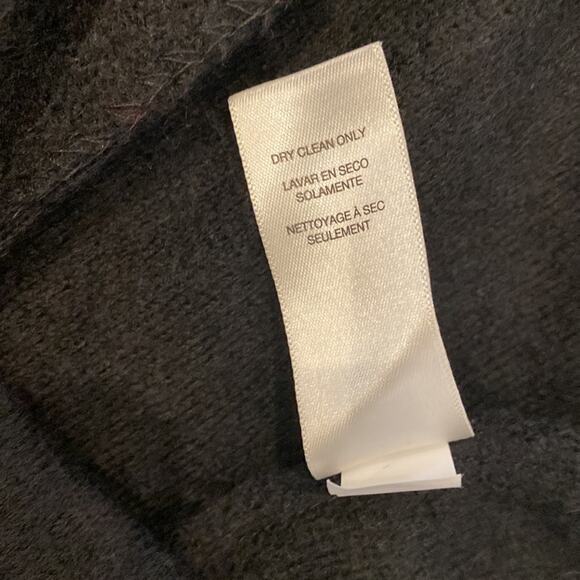 DRY CLEAN ONLY
LAVAR EN SECO
SOLAMENTE
NETTOYAGE À SEC
SEULEMENT